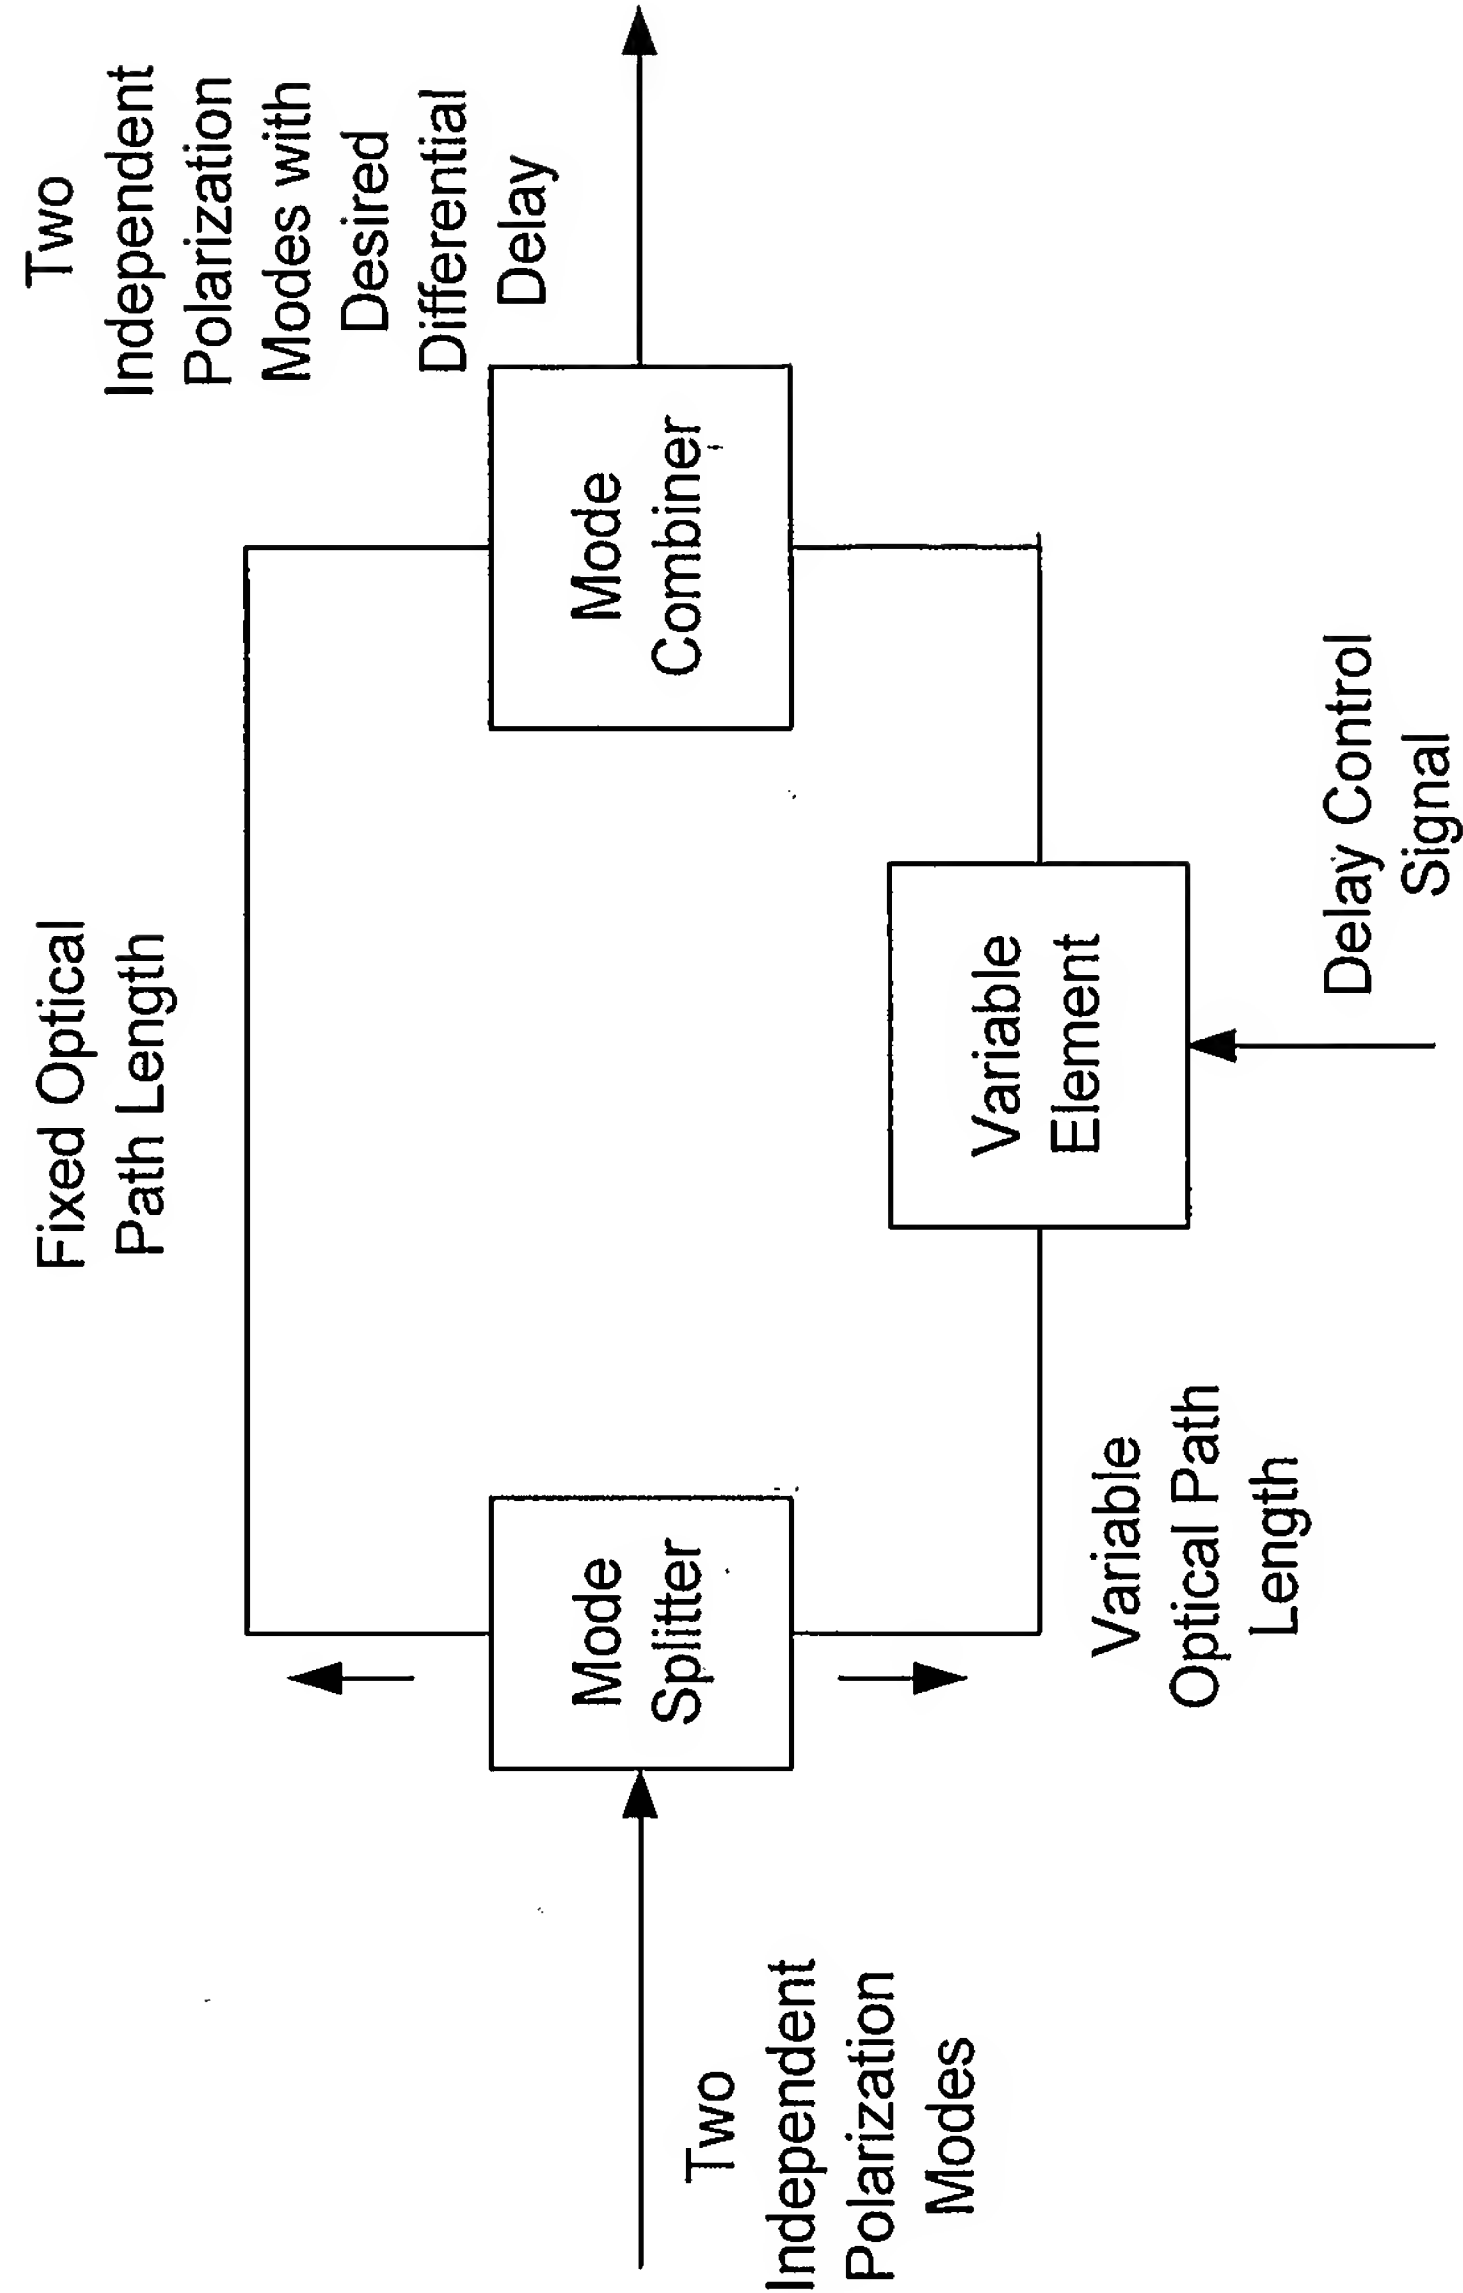 Two
Independent
Polarization
Modes
Mode
Splitter
Fixed Optical
Path Length
Variable
Optical Path
Length
Variable
Element
Delay Control
Signal
Mode
Combiner
Two
Independent
Polarization
Modes with
Desired
Differential
Delay